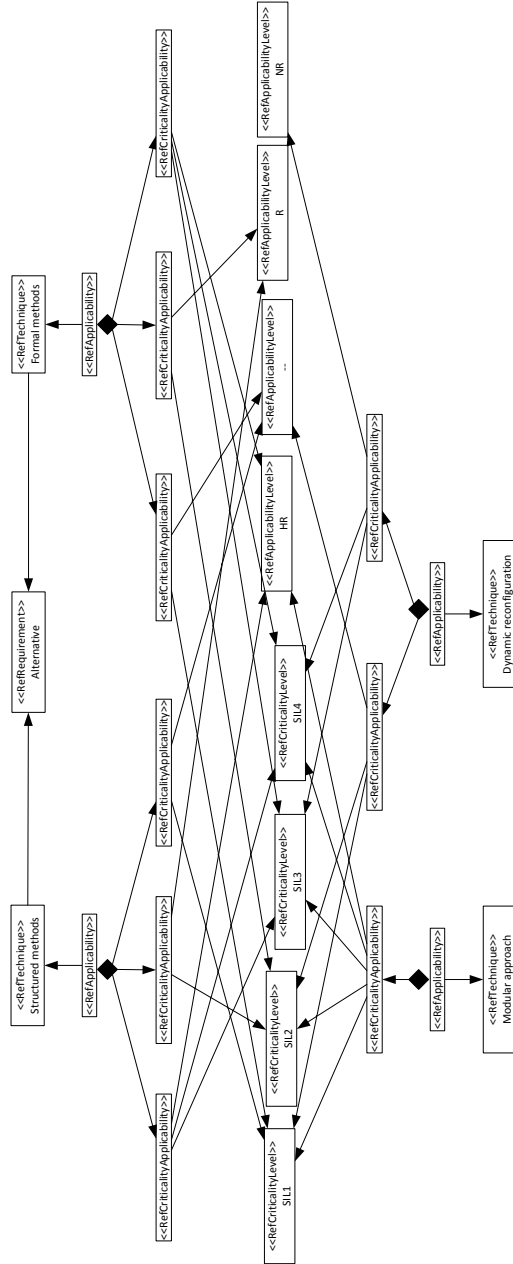 <<RefTechnique>>
Structured methods
<<RefRequirement>>
Alternative
<<RefTechnique>>
Formal methods
<<RefApplicability>>
<<RefApplicability>>
<<RefCriticalityApplicability>>
<<RefCriticalityApplicability>>
<<RefCriticalityApplicability>>
<<RefCriticalityApplicability>>
<<RefCriticalityApplicability>>
<<RefCriticalityApplicability>>
<<RefCriticalityLevel>>
SIL1
<<RefCriticalityLevel>>
SIL2
<<RefCriticalityLevel>>
SIL3
<<RefCriticalityLevel>>
SIL4
<<RefApplicabilityLevel>>
HR
<<RefApplicabilityLevel>>
--
<<RefApplicabilityLevel>>
R
<<RefApplicabilityLevel>>
NR
<<RefCriticalityApplicability>>
<<RefCriticalityApplicability>>
<<RefCriticalityApplicability>>
<<RefApplicability>>
<<RefApplicability>>
<<RefTechnique>>
Modular approach
<<RefTechnique>>
Dynamic reconfiguration